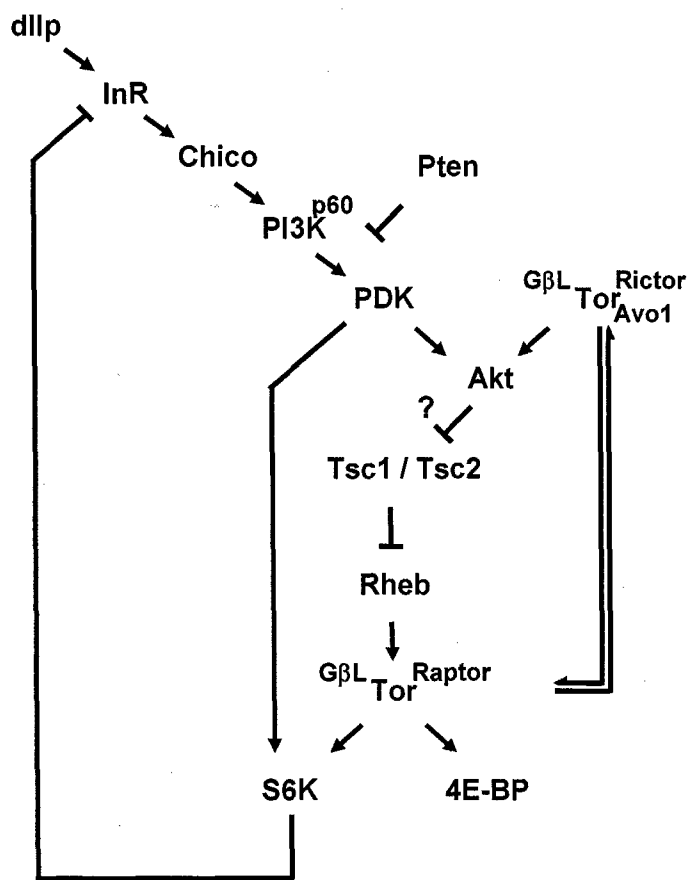 dIlp
InR
Chico
Pten
PI3K p60
PDK
GβL Tor Rictor Avo1
Akt
?
Tsc1 / Tsc2
Rheb
GβL Tor Raptor
S6K
4E-BP